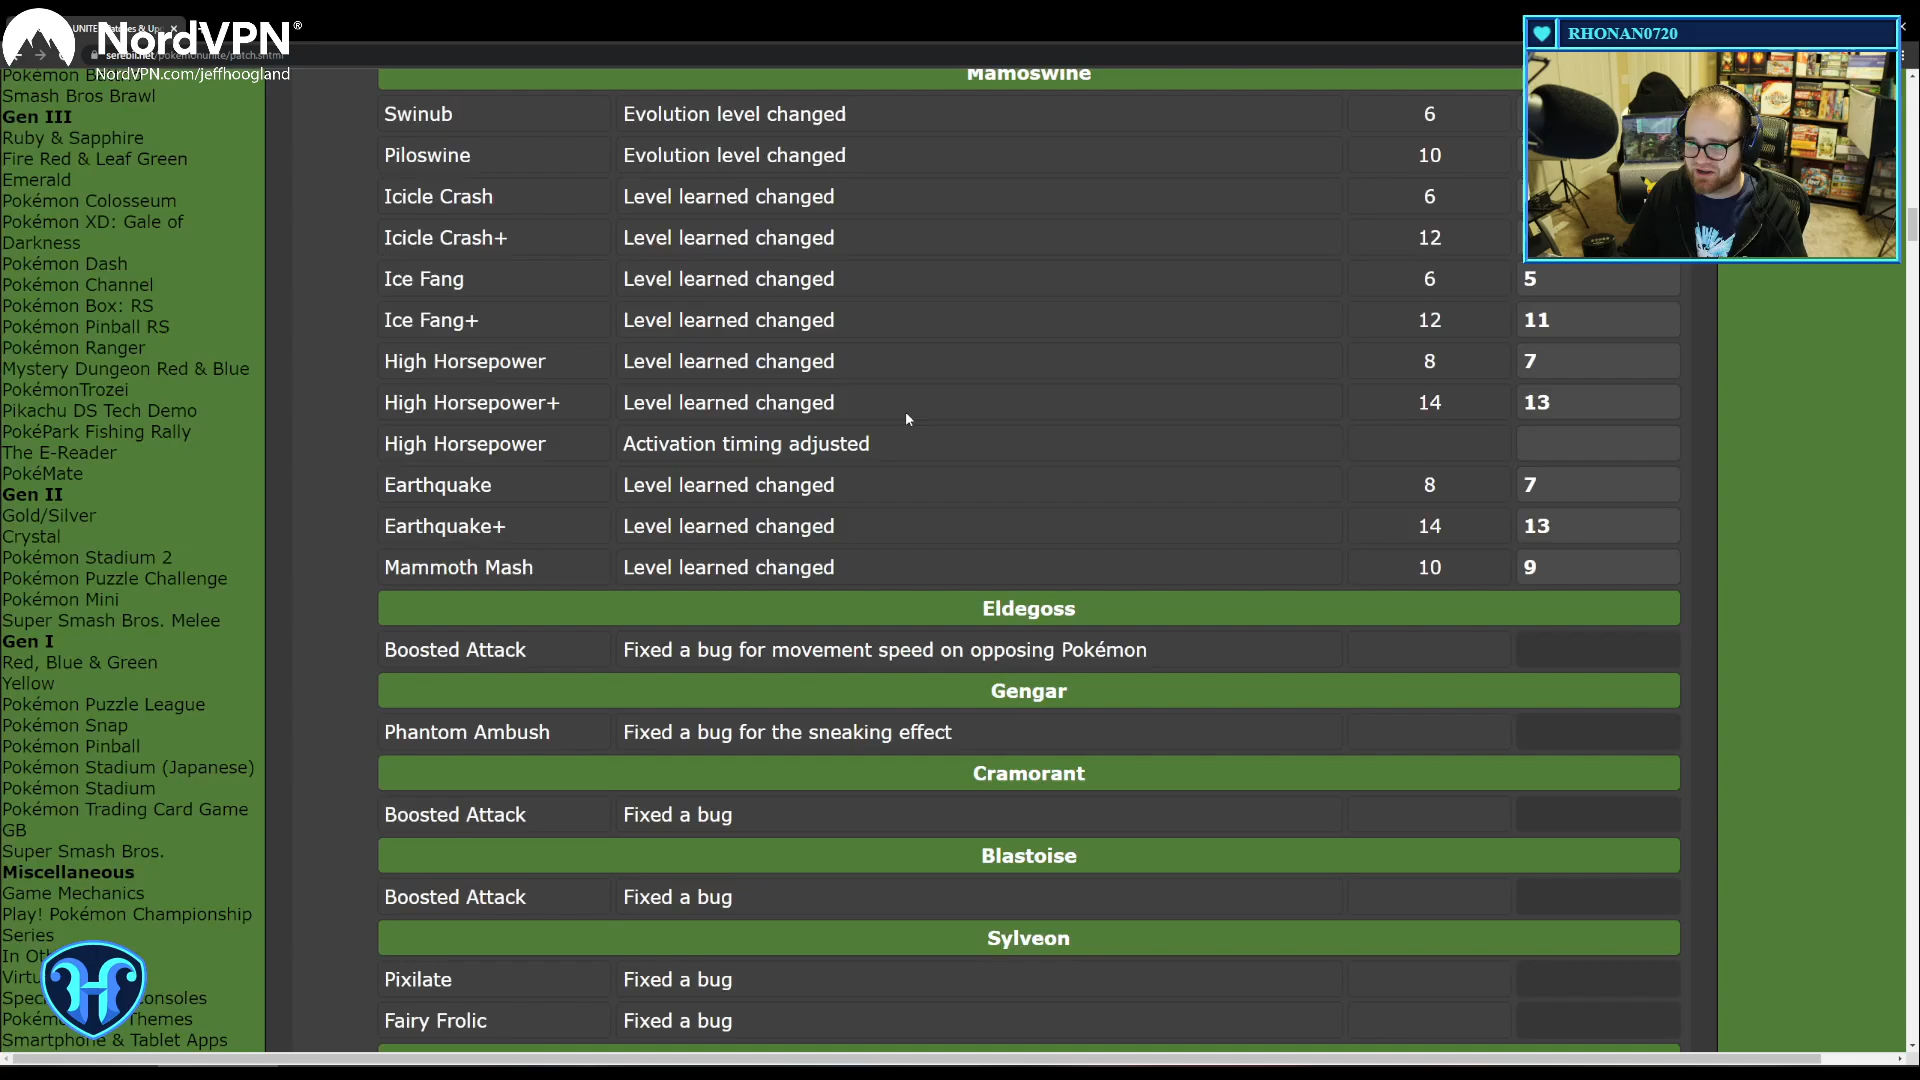 NordVPN®
NordVPN.com/jeffhoogland
serebii.net/pokemonunite/patch.shtml
RHONAN0720
Smash Bros Brawl
Gen III
Ruby & Sapphire
Fire Red & Leaf Green
Emerald
Pokémon Colosseum
Pokémon XD: Gale of
Darkness
Pokémon Dash
Pokémon Channel
Pokémon Box: RS
Pokémon Pinball RS
Pokémon Ranger
Mystery Dungeon Red & Blue
PokémonTrozei
Pikachu DS Tech Demo
PokéPark Fishing Rally
The E-Reader
PokéMate
Gen II
Gold/Silver
Crystal
Pokémon Stadium 2
Pokémon Puzzle Challenge
Pokémon Mini
Super Smash Bros. Melee
Gen I
Red, Blue & Green
Yellow
Pokémon Puzzle League
Pokémon Snap
Pokémon Pinball
Pokémon Stadium (Japanese)
Pokémon Stadium
Pokémon Trading Card Game
GB
Super Smash Bros.
Miscellaneous
Game Mechanics
Play! Pokémon Championship
Series
Smartphone & Tablet Apps
Mamoswine
Swinub Evolution level changed 6
Piloswine Evolution level changed 10
Icicle Crash Level learned changed 6
Icicle Crash+ Level learned changed 12
Ice Fang Level learned changed 6 5
Ice Fang+ Level learned changed 12 11
High Horsepower Level learned changed 8 7
High Horsepower+ Level learned changed 14 13
High Horsepower Activation timing adjusted
Earthquake Level learned changed 8 7
Earthquake+ Level learned changed 14 13
Mammoth Mash Level learned changed 10 9
Eldegoss
Boosted Attack Fixed a bug for movement speed on opposing Pokémon
Gengar
Phantom Ambush Fixed a bug for the sneaking effect
Cramorant
Boosted Attack Fixed a bug
Blastoise
Boosted Attack Fixed a bug
Sylveon
Pixilate Fixed a bug
Fairy Frolic Fixed a bug